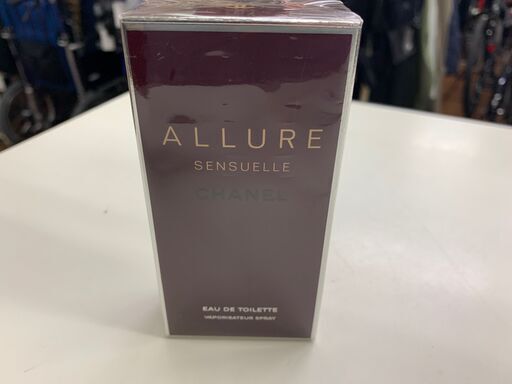 ALLURE
SENSUELLE
CHANEL
EAU DE TOILETTE
VAPORISATEUR SPRAY